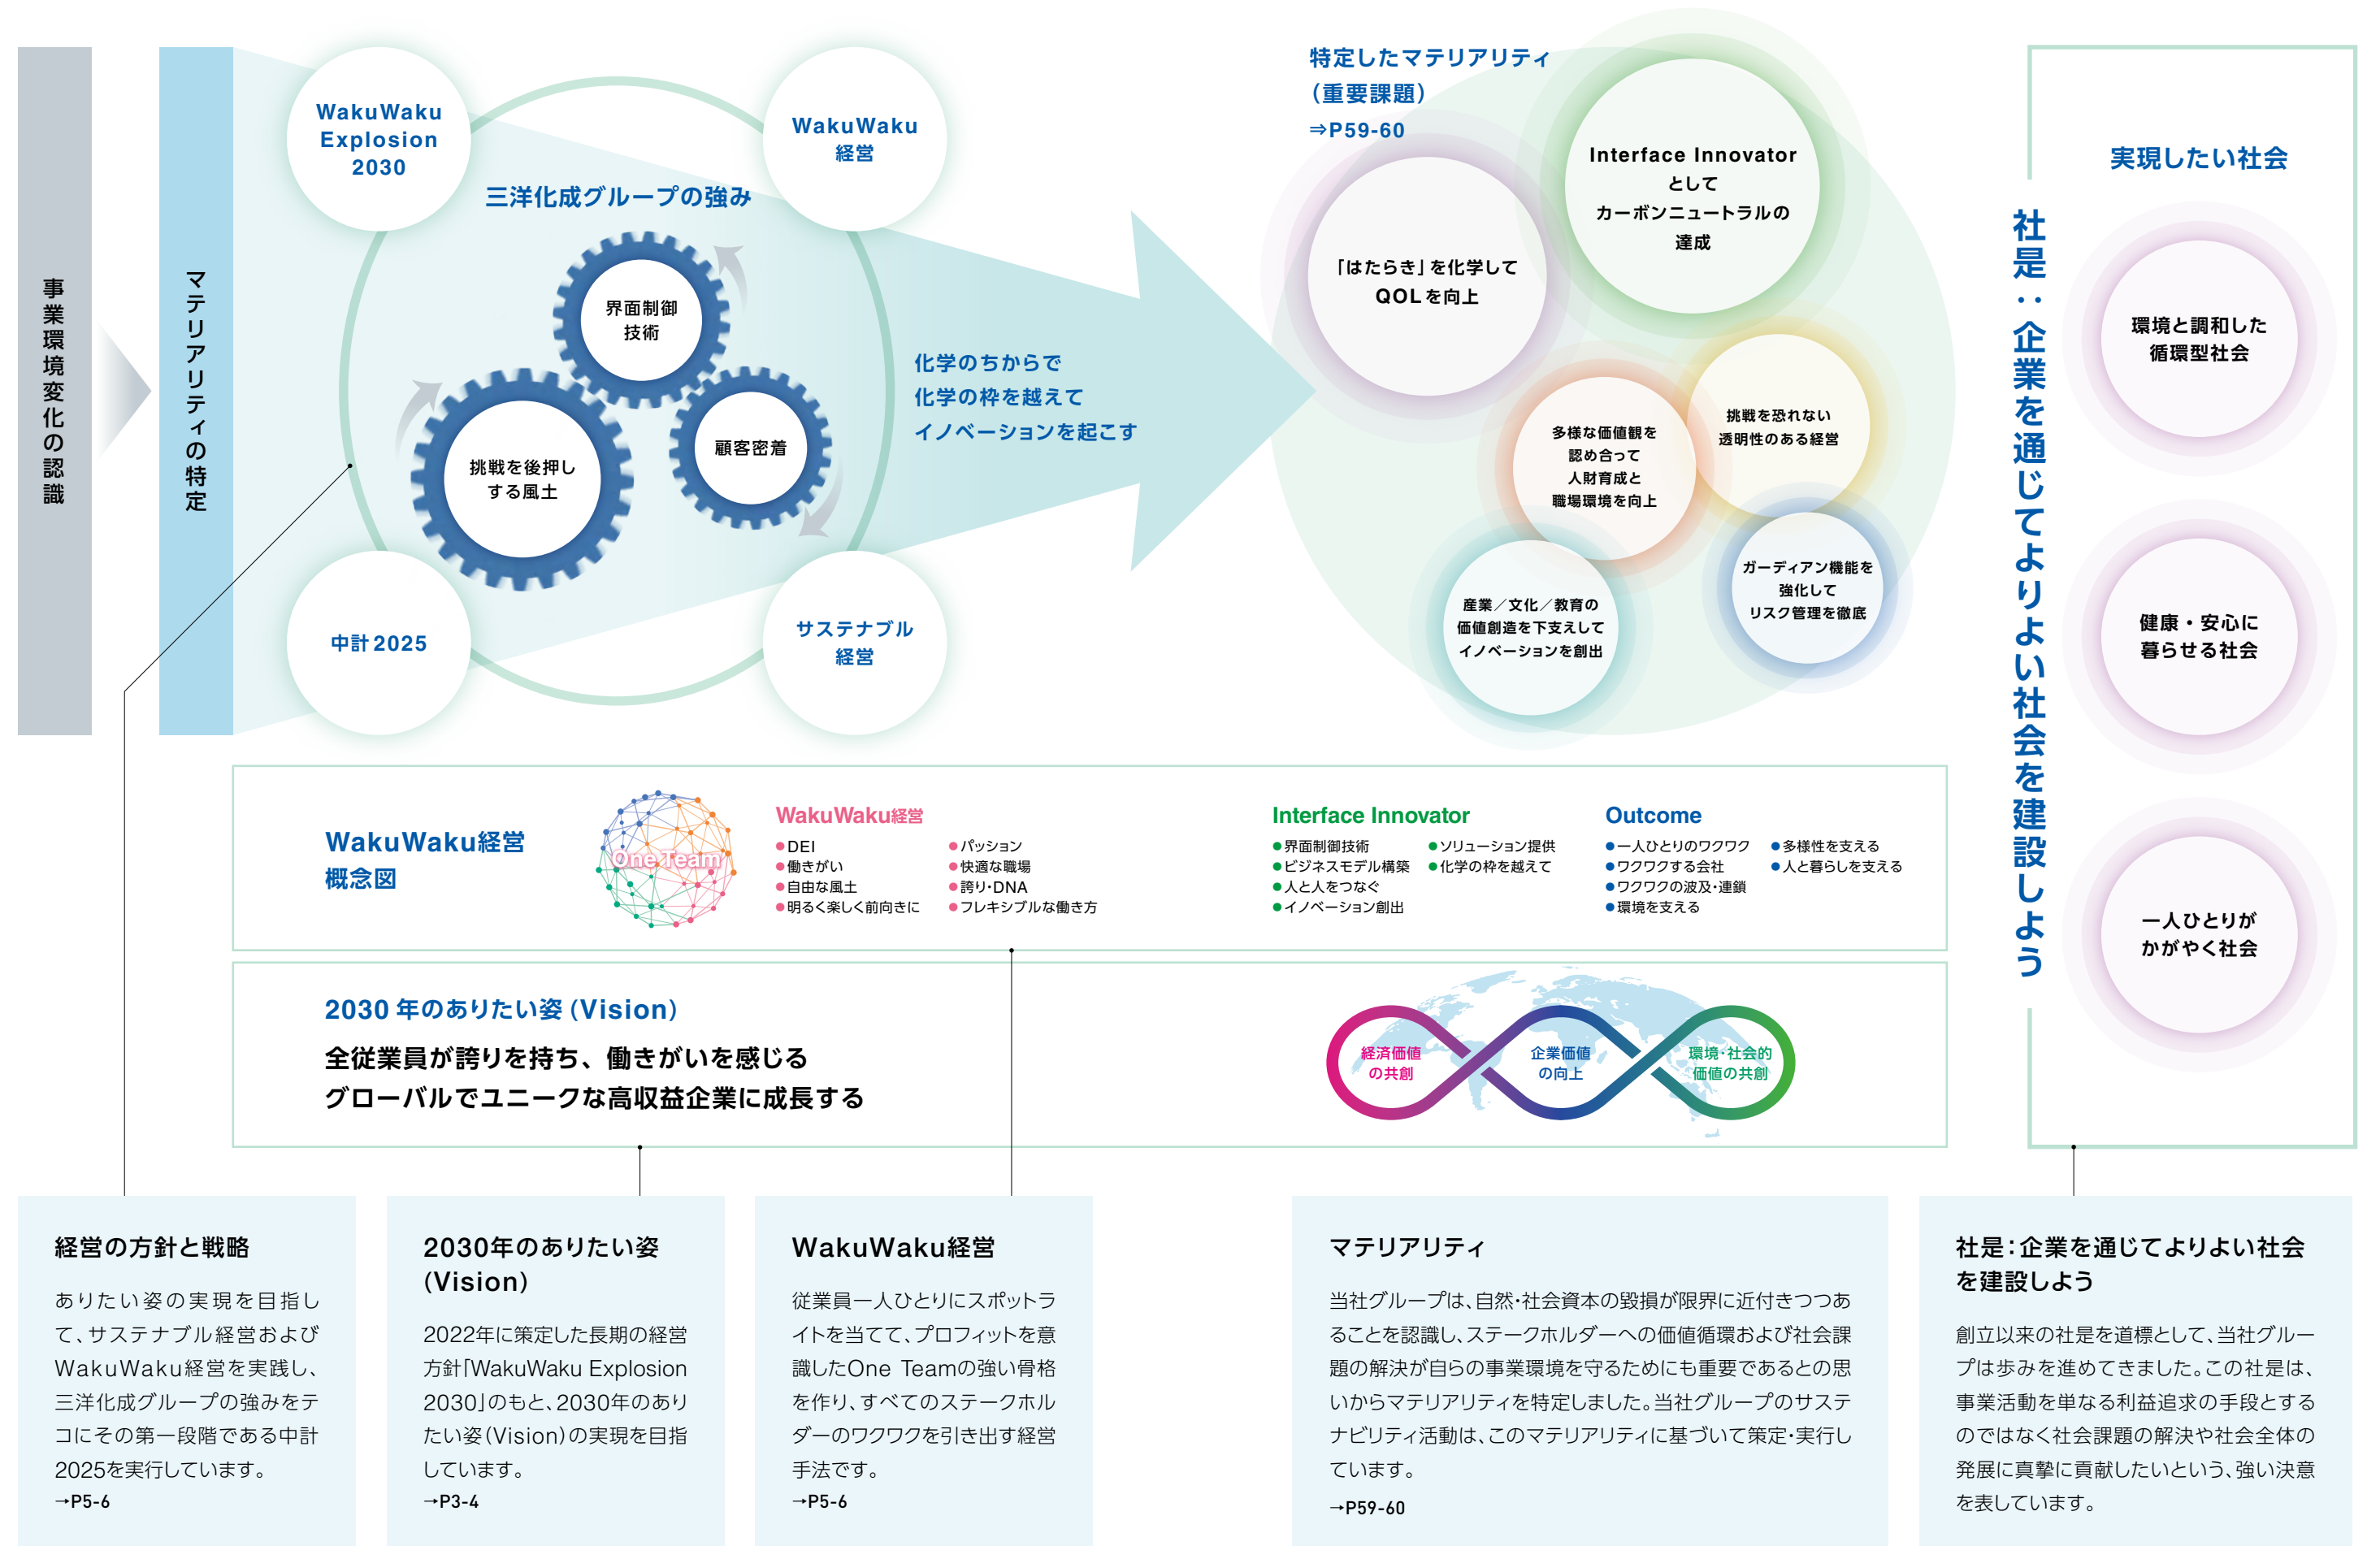 事業環境変化の認識
マテリアリティの特定
WakuWaku
Explosion
2030
WakuWaku
経営
中計2025
サステナブル
経営
三洋化成グループの強み
界面制御
技術
挑戦を後押し
する風土
顧客密着
化学のちからで
化学の枠を越えて
イノベーションを起こす
特定したマテリアリティ
（重要課題）
⇒P59-60
「はたらき」を化学して
QOLを向上
Interface Innovator
として
カーボンニュートラルの
達成
挑戦を恐れない
透明性のある経営
多様な価値観を
認め合って
人財育成と
職場環境を向上
ガーディアン機能を
強化して
リスク管理を徹底
産業／文化／教育の
価値創造を下支えして
イノベーションを創出
社是：企業を通じてよりよい社会を建設しよう
実現したい社会
環境と調和した
循環型社会
健康・安心に
暮らせる社会
一人ひとりが
かがやく社会
WakuWaku経営
概念図
One Team
WakuWaku経営
●DEI
●働きがい
●自由な風土
●明るく楽しく前向きに
●パッション
●快適な職場
●誇り・DNA
●フレキシブルな働き方
Interface Innovator
●界面制御技術
●ビジネスモデル構築
●人と人をつなぐ
●イノベーション創出
●ソリューション提供
●化学の枠を越えて
Outcome
●一人ひとりのワクワク
●ワクワクする会社
●ワクワクの波及・連鎖
●環境を支える
●多様性を支える
●人と暮らしを支える
2030年のありたい姿（Vision）
全従業員が誇りを持ち、働きがいを感じる
グローバルでユニークな高収益企業に成長する
経済価値
の共創
企業価値
の向上
環境・社会的
価値の共創
経営の方針と戦略
ありたい姿の実現を目指し
て、サステナブル経営および
WakuWaku経営を実践し、
三洋化成グループの強みをテ
コにその第一段階である中計
2025を実行しています。
→P5-6
2030年のありたい姿
（Vision）
2022年に策定した長期の経営
方針「WakuWaku Explosion
2030」のもと、2030年のあり
たい姿（Vision）の実現を目指
しています。
→P3-4
WakuWaku経営
従業員一人ひとりにスポットラ
イトを当てて、プロフィットを意
識したOne Teamの強い骨格
を作り、すべてのステークホル
ダーのワクワクを引き出す経営
手法です。
→P5-6
マテリアリティ
当社グループは、自然・社会資本の毀損が限界に近付きつつあ
ることを認識し、ステークホルダーへの価値循環および社会課
題の解決が自らの事業環境を守るためにも重要であるとの思
いからマテリアリティを特定しました。当社グループのサステ
ナビリティ活動は、このマテリアリティに基づいて策定・実行し
ています。
→P59-60
社是：企業を通じてよりよい社会
を建設しよう
創立以来の社是を道標として、当社グルー
プは歩みを進めてきました。この社是は、
事業活動を単なる利益追求の手段とする
のではなく社会課題の解決や社会全体の
発展に真摯に貢献したいという、強い決意
を表しています。